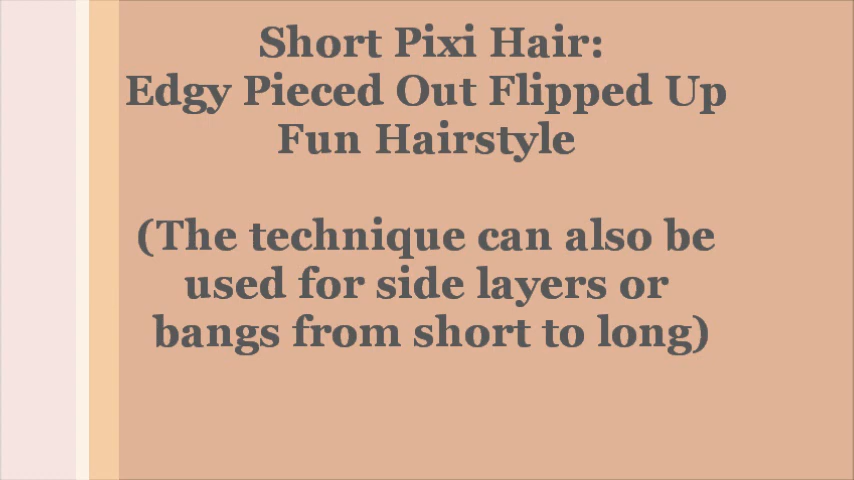 Short Pixi Hair:
Edgy Pieced Out Flipped Up
Fun Hairstyle
(The technique can also be
used for side layers or
bangs from short to long)